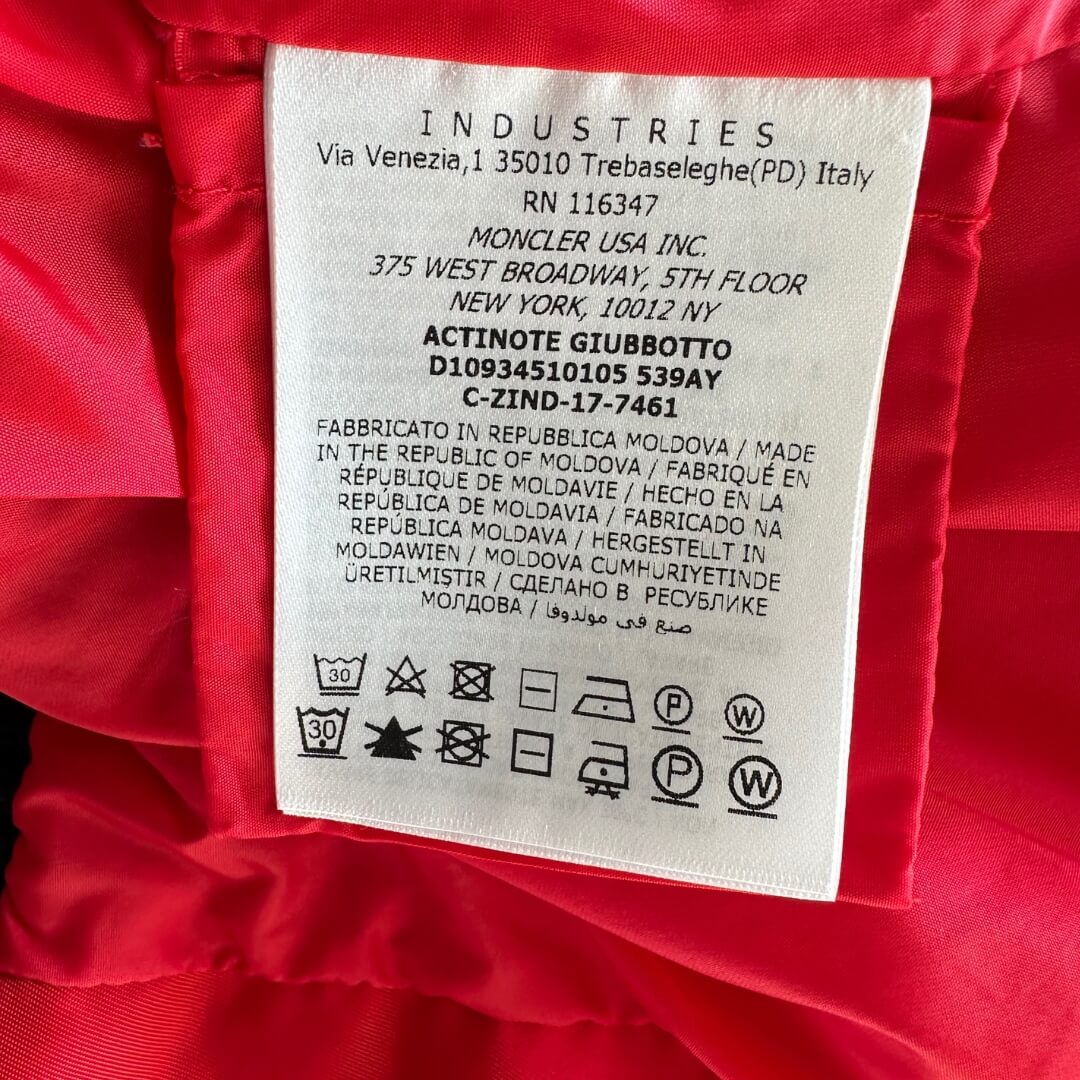 INDUSTRIES
Via Venezia,1 35010 Trebaseleghe(PD) Italy
RN 116347
MONCLER USA INC.
375 WEST BROADWAY, 5TH FLOOR
NEW YORK, 10012 NY
ACTINOTE GIUBBOTTO
D10934510105 539AY
C-ZIND-17-7461
FABBRICATO IN REPUBBLICA MOLDOVA / MADE
IN THE REPUBLIC OF MOLDOVA / FABRIQUÉ EN
RÉPUBLIQUE DE MOLDAVIE / HECHO EN LA
REPÚBLICA DE MOLDAVIA / FABRICADO NA
REPÚBLICA MOLDAVA / HERGESTELLT IN
MOLDAWIEN / MOLDOVA CUMHURIYETINDE
ÜRETILMIŞTIR / СДЕЛАНО В РЕСУБЛИКЕ
МОЛДОВА / صنع في مولدوفا
30 P W
30 P W